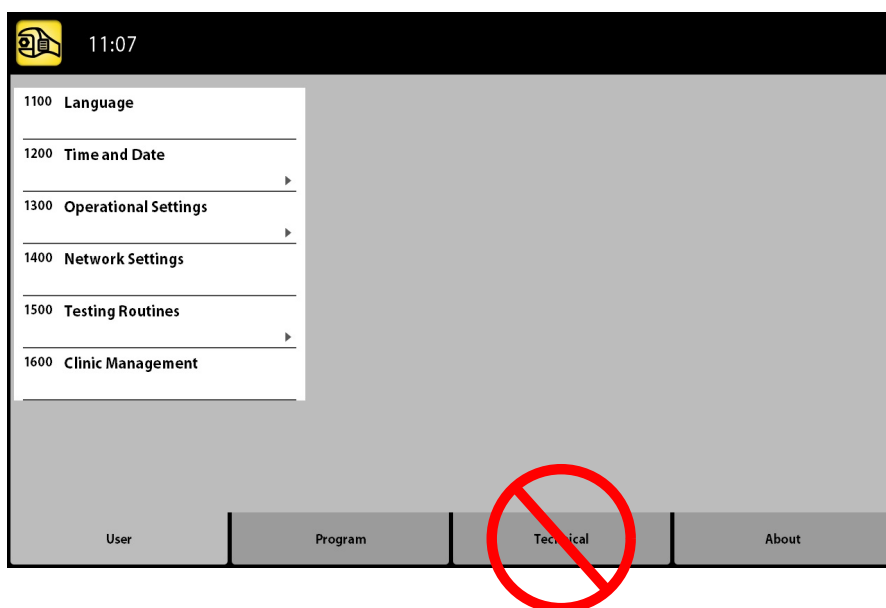 11:07
1100 Language
1200 Time and Date
1300 Operational Settings
1400 Network Settings
1500 Testing Routines
1600 Clinic Management
User Program Technical About